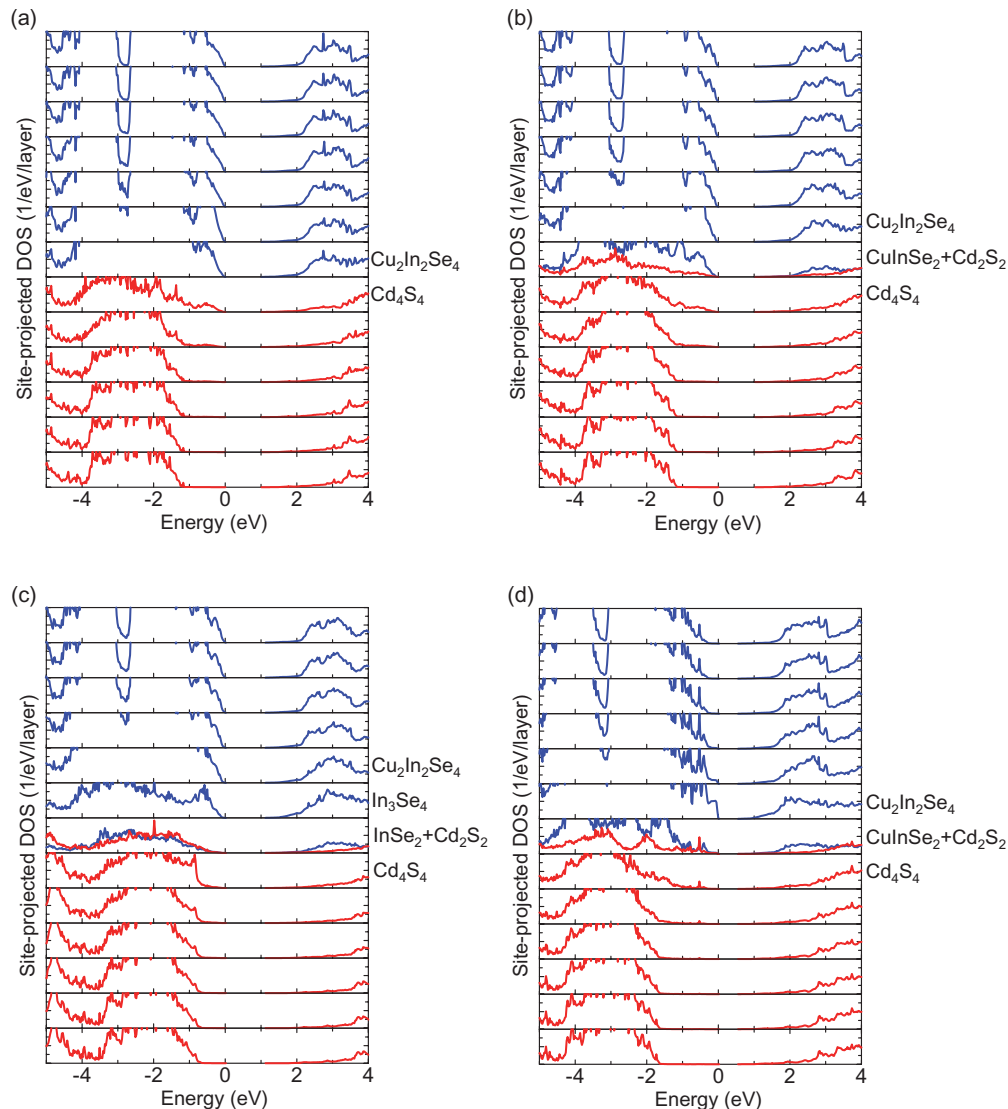 (a)
Site-projected DOS (1/eV/layer)
Cu2In2Se4
Cd4S4
-4 -2 0 2 4
Energy (eV)
(b)
Site-projected DOS (1/eV/layer)
Cu2In2Se4
CuInSe2+Cd2S2
Cd4S4
-4 -2 0 2 4
Energy (eV)
(c)
Site-projected DOS (1/eV/layer)
Cu2In2Se4
In3Se4
InSe2+Cd2S2
Cd4S4
-4 -2 0 2 4
Energy (eV)
(d)
Site-projected DOS (1/eV/layer)
Cu2In2Se4
CuInSe2+Cd2S2
Cd4S4
-4 -2 0 2 4
Energy (eV)